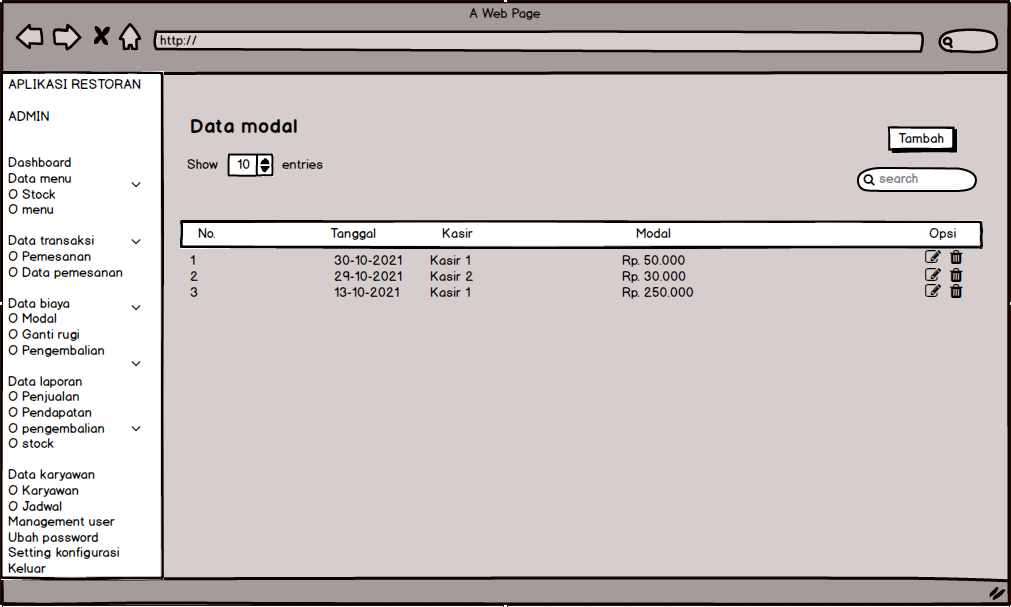 A Web Page
http://
APLIKASI RESTORAN
ADMIN
Dashboard
Data menu
O Stock
O menu
Data transaksi
O Pemesanan
O Data pemesanan
Data biaya
O Modal
O Ganti rugi
O Pengembalian
Data laporan
O Penjualan
O Pendapatan
O pengembalian
O stock
Data karyawan
O Karyawan
O Jadwal
Management user
Ubah password
Setting konfigurasi
Keluar
Data modal
Tambah
Show 10 entries
search
No. Tanggal Kasir Modal Opsi
1 30-10-2021 Kasir 1 Rp. 50.000
2 29-10-2021 Kasir 2 Rp. 30.000
3 13-10-2021 Kasir 1 Rp. 250.000